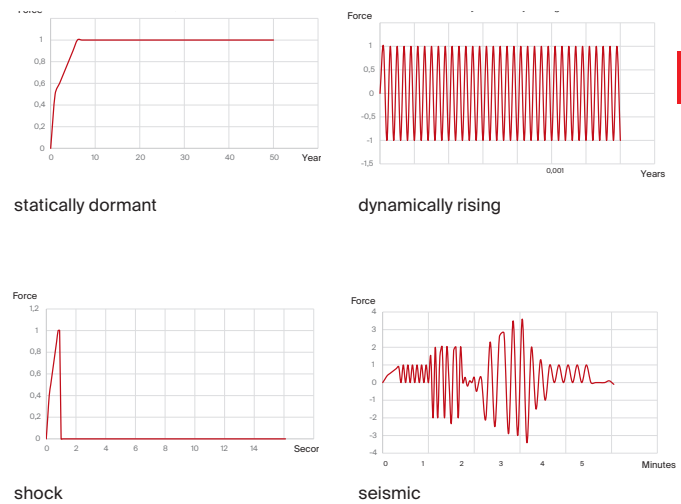 Force
1
0,8
0,6
0,4
0,2
0
0 10 20 30 40 50 Year
statically dormant
Force
1
0,5
0
-0,5
-1
-1,5
0,001
Years
dynamically rising
Force
1,2
1
0,8
0,6
0,4
0,2
0
0 2 4 6 8 10 12 14 Secor
shock
Force
4
3
2
1
0
-1
-2
-3
-4
0 1 2 3 4 5 Minutes
seismic